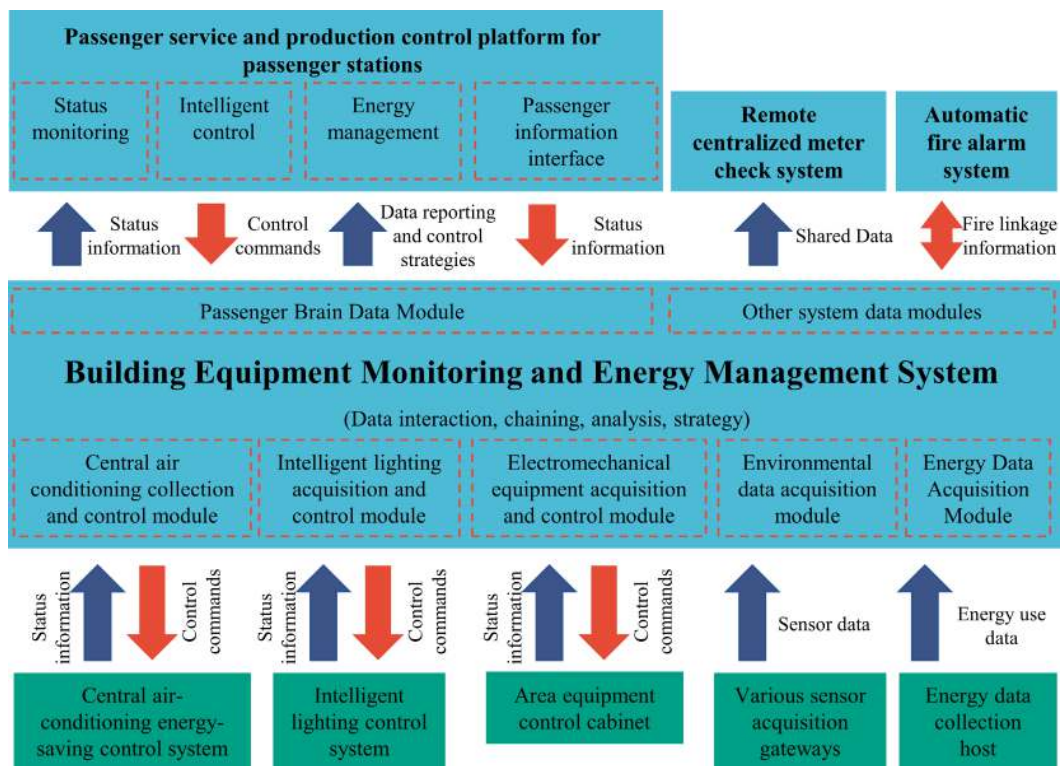 Passenger service and production control platform for
passenger stations
Status
monitoring
Intelligent
control
Energy
management
Passenger
information
interface
Remote
centralized meter
check system
Automatic
fire alarm
system
Status
information
Control
commands
Data reporting
and control
strategies
Status
information
Shared Data
Fire linkage
information
Passenger Brain Data Module
Other system data modules
Building Equipment Monitoring and Energy Management System
(Data interaction, chaining, analysis, strategy)
Central air
conditioning collection
and control module
Intelligent lighting
acquisition and
control module
Electromechanical
equipment acquisition
and control module
Environmental
data acquisition
module
Energy Data
Acquisition
Module
Status
information
Control
commands
Status
information
Control
commands
Status
information
Control
commands
Sensor data
Energy use
data
Central air-
conditioning energy-
saving control system
Intelligent
lighting control
system
Area equipment
control cabinet
Various sensor
acquisition
gateways
Energy data
collection
host